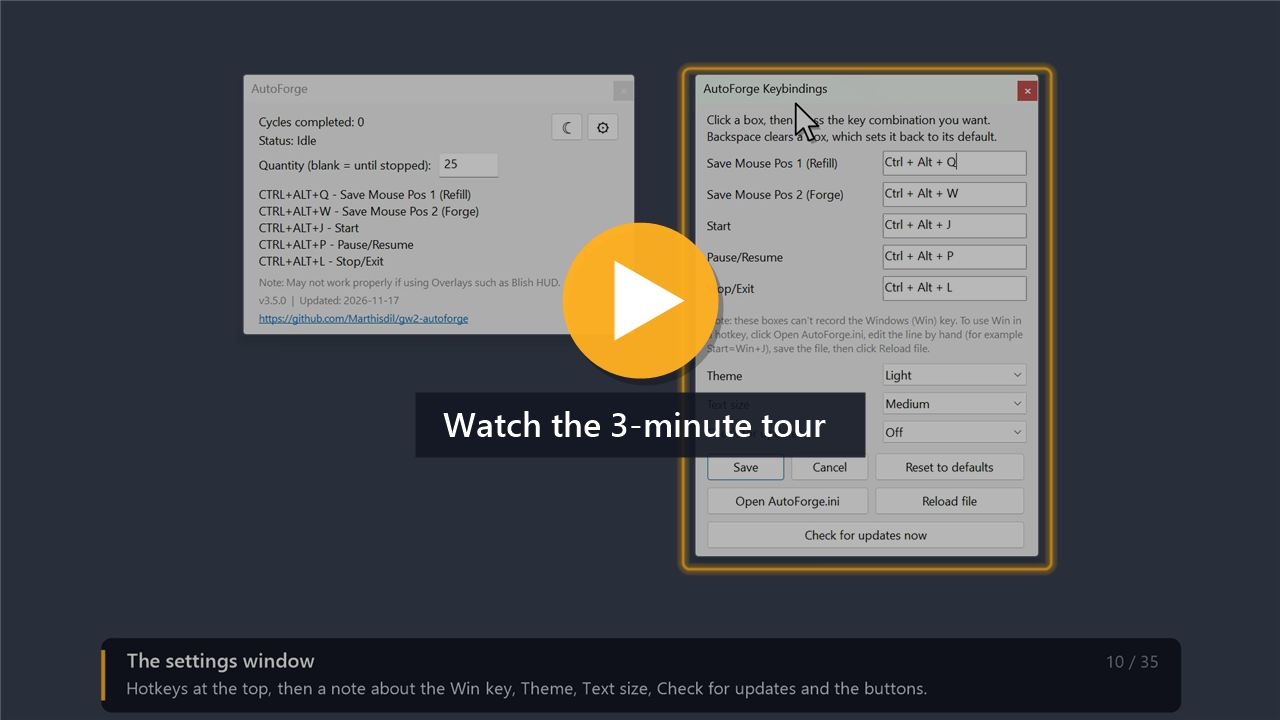 AutoForge
Cycles completed: 0
Status: Idle
Quantity (blank = until stopped): 25
CTRL+ALT+Q - Save Mouse Pos 1 (Refill)
CTRL+ALT+W - Save Mouse Pos 2 (Forge)
CTRL+ALT+J - Start
CTRL+ALT+P - Pause/Resume
CTRL+ALT+L - Stop/Exit
Note: May not work properly if using Overlays such as Blish HUD.
v3.5.0 | Updated: 2026-11-17
https://github.com/Marthisdil/gw2-autoforge
AutoForge Keybindings
Click a box, then the key combination you want.
Backspace clears a box, which sets it back to its default.
Save Mouse Pos 1 (Refill) Ctrl + Alt + Q
Save Mouse Pos 2 (Forge) Ctrl + Alt + W
Start Ctrl + Alt + J
Pause/Resume Ctrl + Alt + P
Stop/Exit Ctrl + Alt + L
Note: these boxes can't record the Windows (Win) key. To use Win in
hotkey, click Open AutoForge.ini, edit the line by hand (for example
Start=Win+J), save the file, then click Reload file.
Theme Light
Text size Medium
Off
Save Cancel Reset to defaults
Open AutoForge.ini Reload file
Check for updates now
Watch the 3-minute tour
The settings window 10 / 35
Hotkeys at the top, then a note about the Win key, Theme, Text size, Check for updates and the buttons.